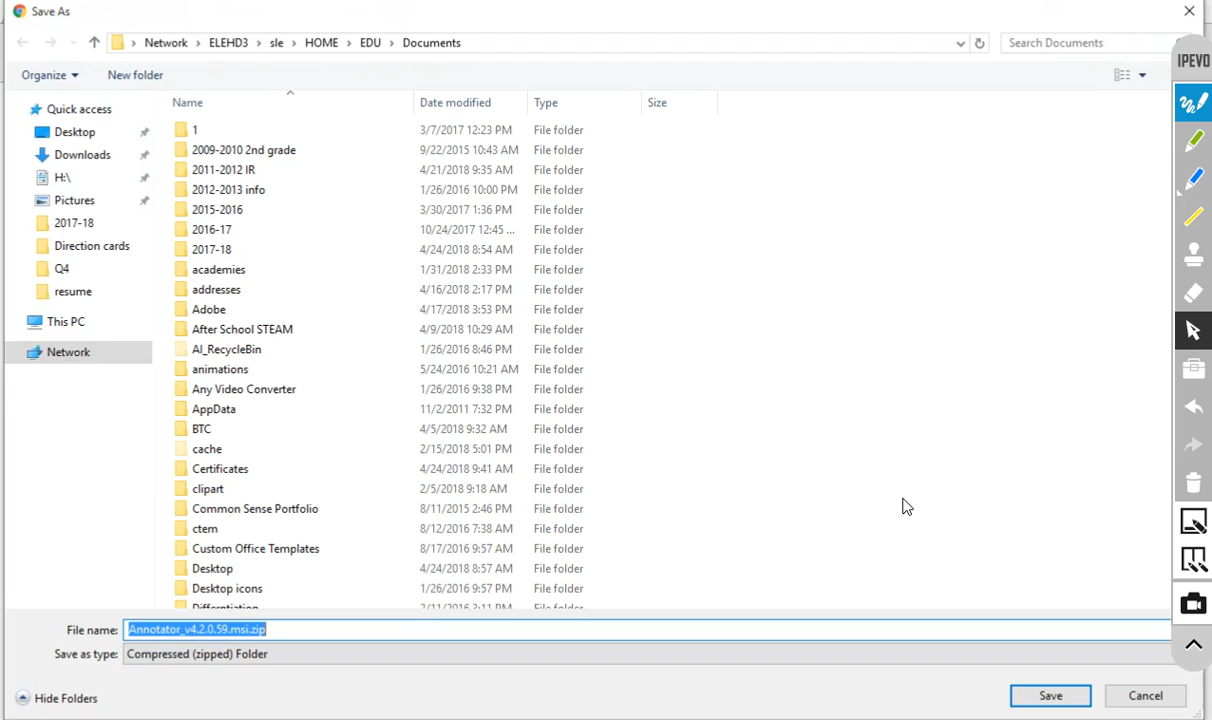 Save As
Network > ELEHD3 > sle > HOME > EDU > Documents
Search Documents
IPEVO
Organize
New folder
Name
Date modified
Type
Size
Quick access
Desktop
Downloads
H:\
Pictures
2017-18
Direction cards
Q4
resume
This PC
Network
1 3/7/2017 12:23 PM File folder
2009-2010 2nd grade 9/22/2015 10:43 AM File folder
2011-2012 IR 4/21/2018 9:35 AM File folder
2012-2013 info 1/26/2016 10:00 PM File folder
2015-2016 3/30/2017 1:36 PM File folder
2016-17 10/24/2017 12:45 ... File folder
2017-18 4/24/2018 8:54 AM File folder
academies 1/31/2018 2:33 PM File folder
addresses 4/16/2018 2:17 PM File folder
Adobe 4/17/2018 3:53 PM File folder
After School STEAM 4/9/2018 10:29 AM File folder
AI_RecycleBin 1/26/2016 8:46 PM File folder
animations 5/24/2016 10:21 AM File folder
Any Video Converter 1/26/2016 9:38 PM File folder
AppData 11/2/2011 7:32 PM File folder
BTC 4/5/2018 9:32 AM File folder
cache 2/15/2018 5:01 PM File folder
Certificates 4/24/2018 9:41 AM File folder
clipart 2/5/2018 9:18 AM File folder
Common Sense Portfolio 8/11/2015 2:46 PM File folder
ctem 8/12/2016 7:38 AM File folder
Custom Office Templates 8/17/2016 9:57 AM File folder
Desktop 4/24/2018 8:57 AM File folder
Desktop icons 1/26/2016 9:57 PM File folder
Differntiation 2/11/2016 3:11 PM File folder
File name: Annotator_v4.2.0.59.msi.zip
Save as type: Compressed (zipped) Folder
Hide Folders
Save
Cancel